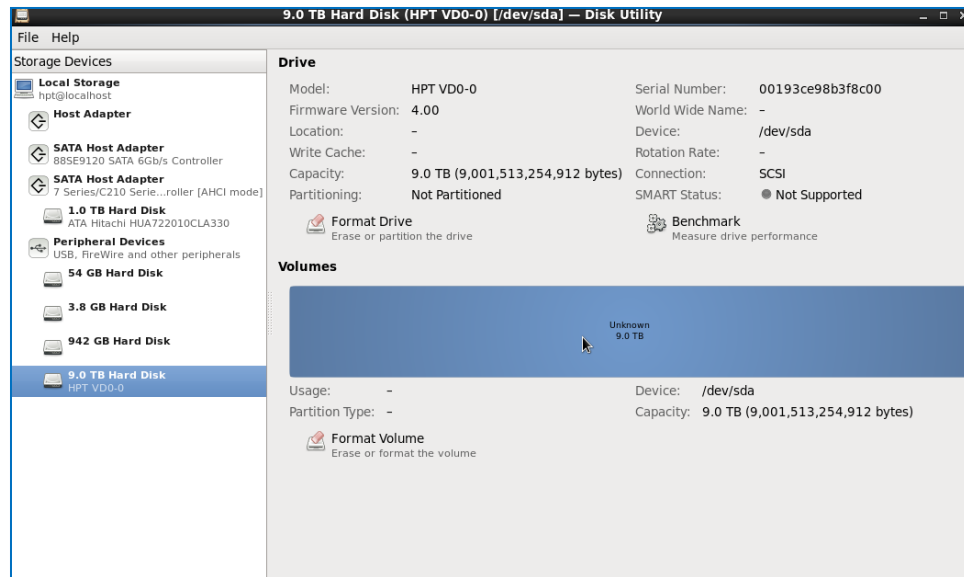 9.0 TB Hard Disk (HPT VD0-0) [/dev/sda] — Disk Utility
File Help
Storage Devices
Local Storage
hpt@localhost
Host Adapter
SATA Host Adapter
88SE9120 SATA 6Gb/s Controller
SATA Host Adapter
7 Series/C210 Serie...roller [AHCI mode]
1.0 TB Hard Disk
ATA Hitachi HUA722010CLA330
Peripheral Devices
USB, FireWire and other peripherals
54 GB Hard Disk
3.8 GB Hard Disk
942 GB Hard Disk
9.0 TB Hard Disk
HPT VD0-0
Drive
Model: HPT VD0-0 Serial Number: 00193ce98b3f8c00
Firmware Version: 4.00 World Wide Name: –
Location: – Device: /dev/sda
Write Cache: – Rotation Rate: –
Capacity: 9.0 TB (9,001,513,254,912 bytes) Connection: SCSI
Partitioning: Not Partitioned SMART Status: Not Supported
Format Drive
Erase or partition the drive
Benchmark
Measure drive performance
Volumes
Unknown
9.0 TB
Usage: – Device: /dev/sda
Partition Type: – Capacity: 9.0 TB (9,001,513,254,912 bytes)
Format Volume
Erase or format the volume